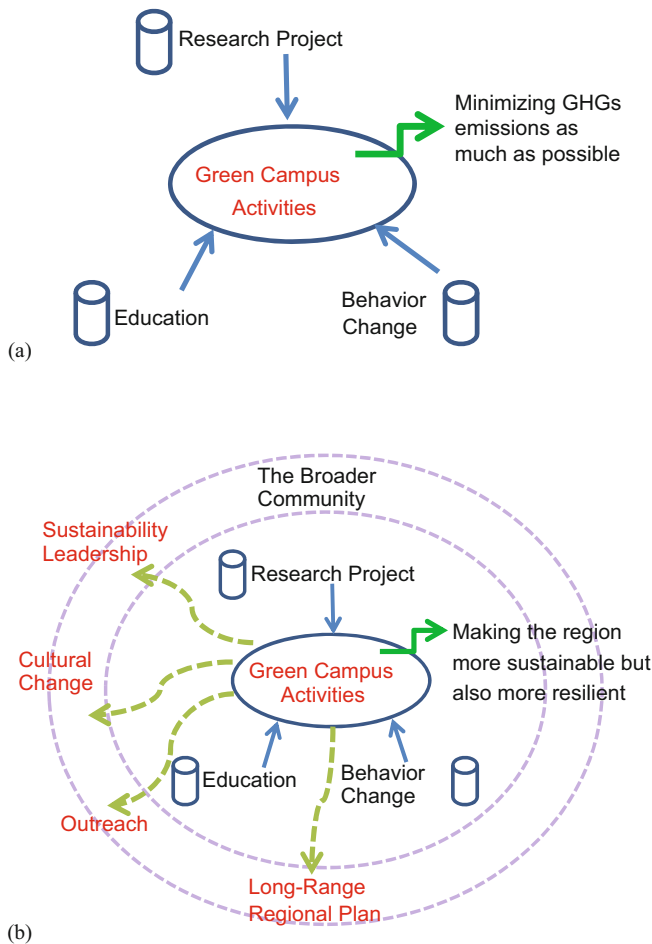 Research Project
Minimizing GHGs
emissions as
much as possible
Green Campus
Activities
Education
Behavior
Change
(a)
The Broader
Community
Sustainability
Leadership
Research Project
Making the region
more sustainable but
also more resilient
Green Campus
Activities
Cultural
Change
Education
Behavior
Change
Outreach
Long-Range
Regional Plan
(b)